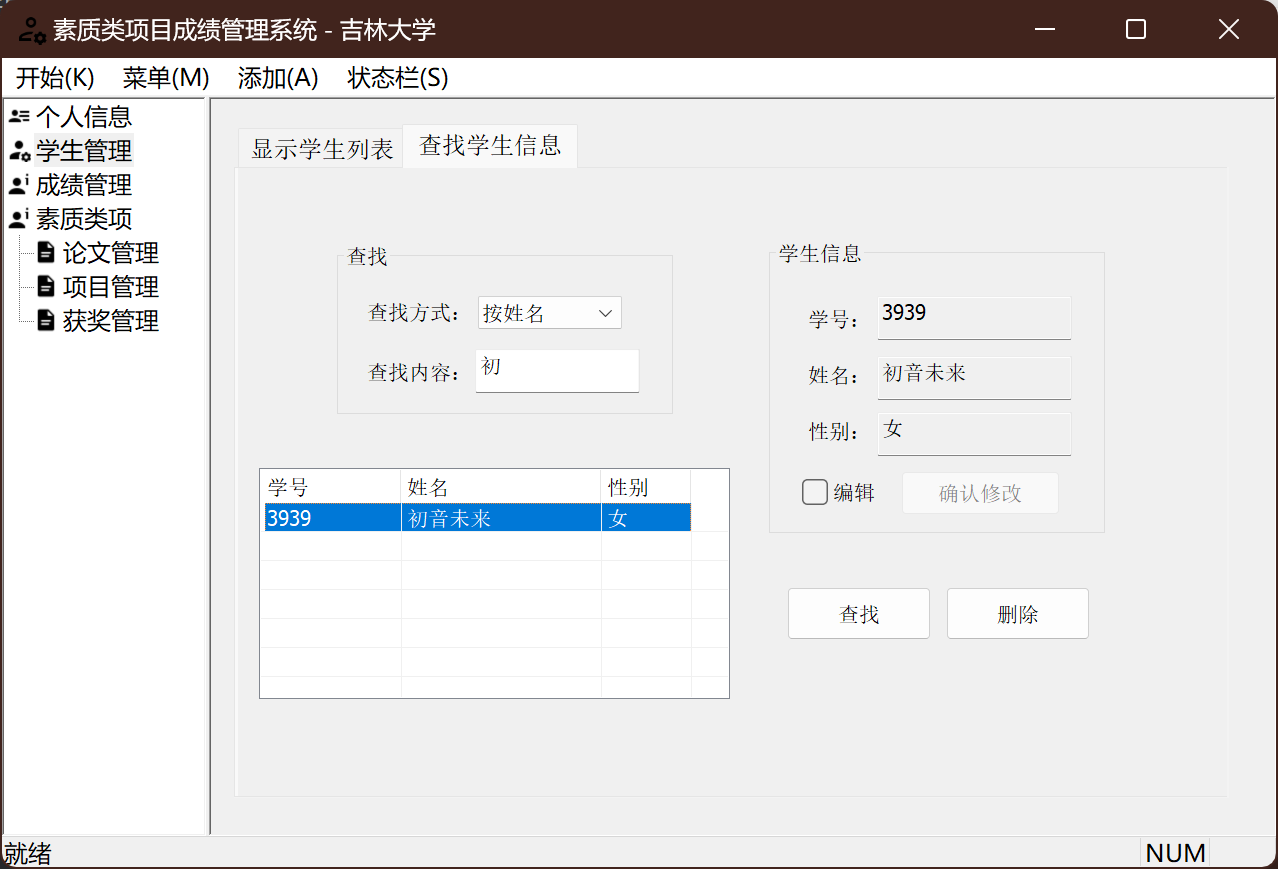 素质类项目成绩管理系统 - 吉林大学
开始(K) 菜单(M) 添加(A) 状态栏(S)
个人信息
学生管理
成绩管理
素质类项
论文管理
项目管理
获奖管理
显示学生列表 查找学生信息
查找
查找方式： 按姓名
查找内容： 初
学号 姓名 性别
3939 初音未来 女
学生信息
学号： 3939
姓名： 初音未来
性别： 女
编辑 确认修改
查找 删除
就绪 NUM